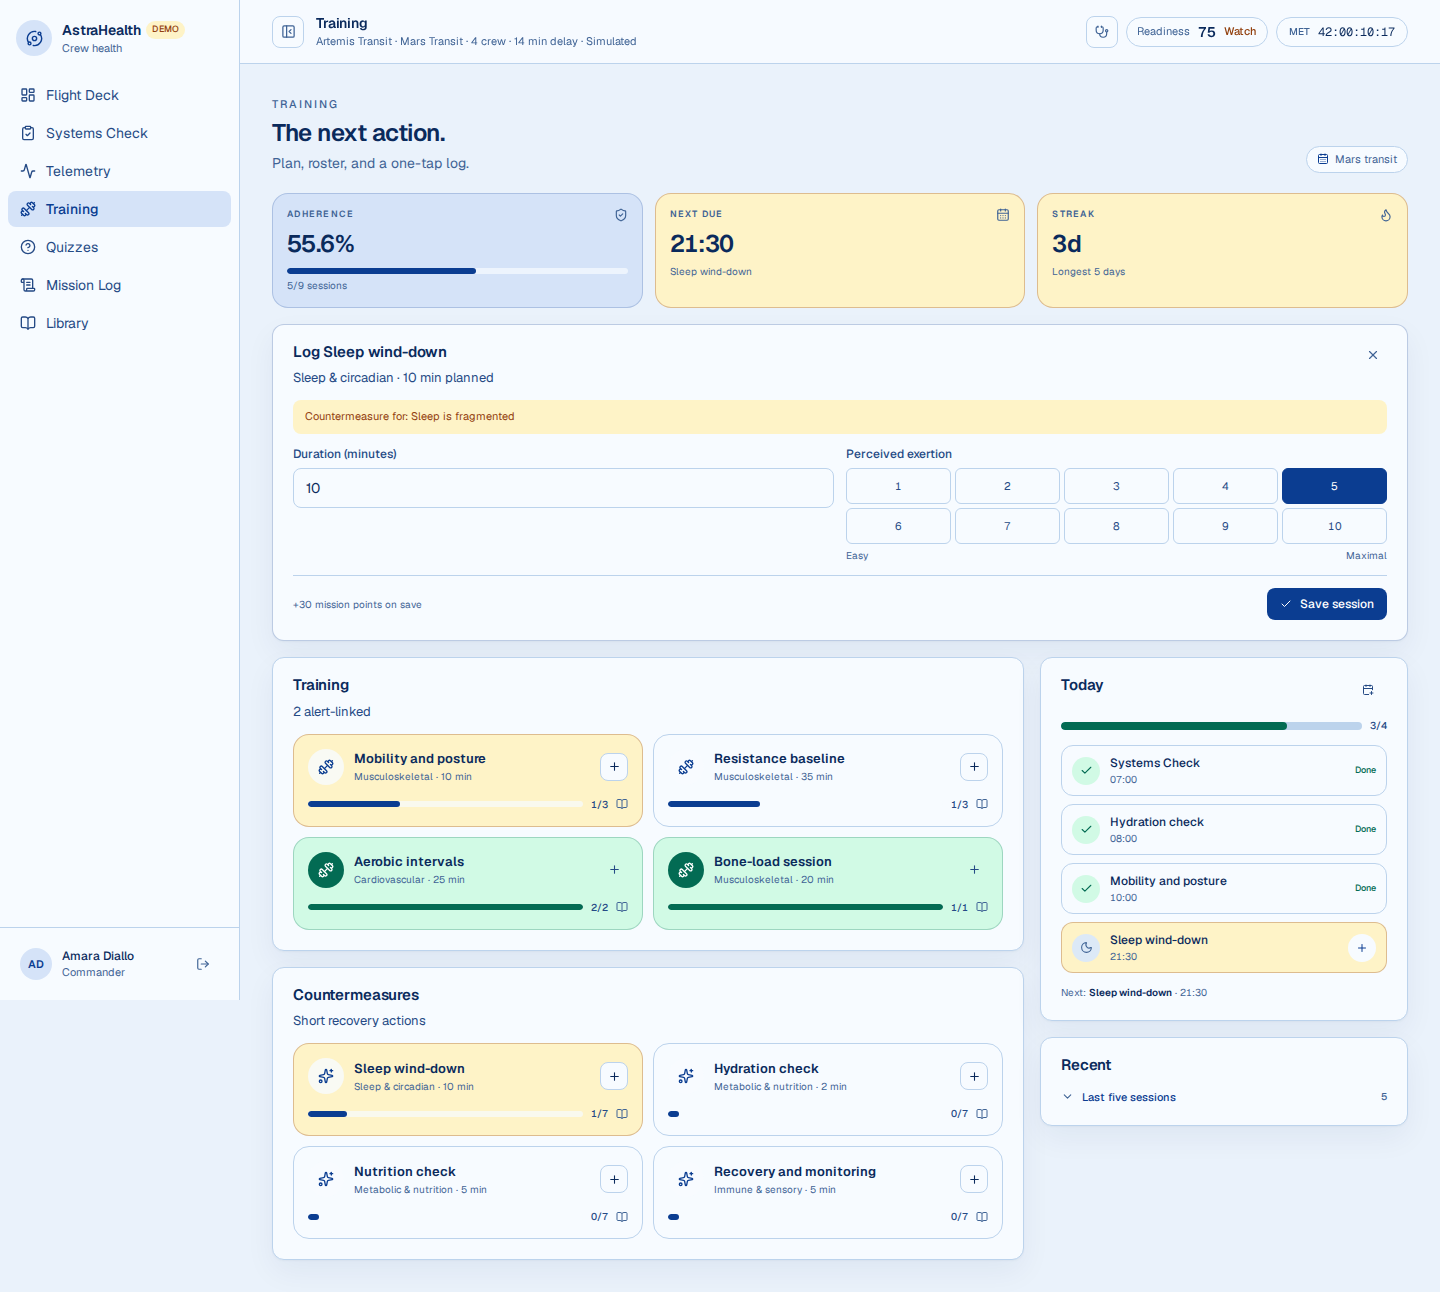 AstraHealth DEMO
Crew health
Flight Deck
Systems Check
Telemetry
Training
Quizzes
Mission Log
Library
AD
Amara Diallo
Commander
Training
Artemis Transit · Mars Transit · 4 crew · 14 min delay · Simulated
Readiness 75 Watch
MET 42:00:10:17
TRAINING
The next action.
Plan, roster, and a one-tap log.
Mars transit
ADHERENCE
55.6%
5/9 sessions
NEXT DUE
21:30
Sleep wind-down
STREAK
3d
Longest 5 days
Log Sleep wind-down
Sleep & circadian · 10 min planned
Countermeasure for: Sleep is fragmented
Duration (minutes)
10
Perceived exertion
1 2 3 4 5
6 7 8 9 10
Easy Maximal
+30 mission points on save
Save session
Training
2 alert-linked
Mobility and posture
Musculoskeletal · 10 min
1/3
Resistance baseline
Musculoskeletal · 35 min
1/3
Aerobic intervals
Cardiovascular · 25 min
2/2
Bone-load session
Musculoskeletal · 20 min
1/1
Countermeasures
Short recovery actions
Sleep wind-down
Sleep & circadian · 10 min
1/7
Hydration check
Metabolic & nutrition · 2 min
0/7
Nutrition check
Metabolic & nutrition · 5 min
0/7
Recovery and monitoring
Immune & sensory · 5 min
0/7
Today
3/4
Systems Check
07:00
Done
Hydration check
08:00
Done
Mobility and posture
10:00
Done
Sleep wind-down
21:30
Next: Sleep wind-down · 21:30
Recent
Last five sessions 5